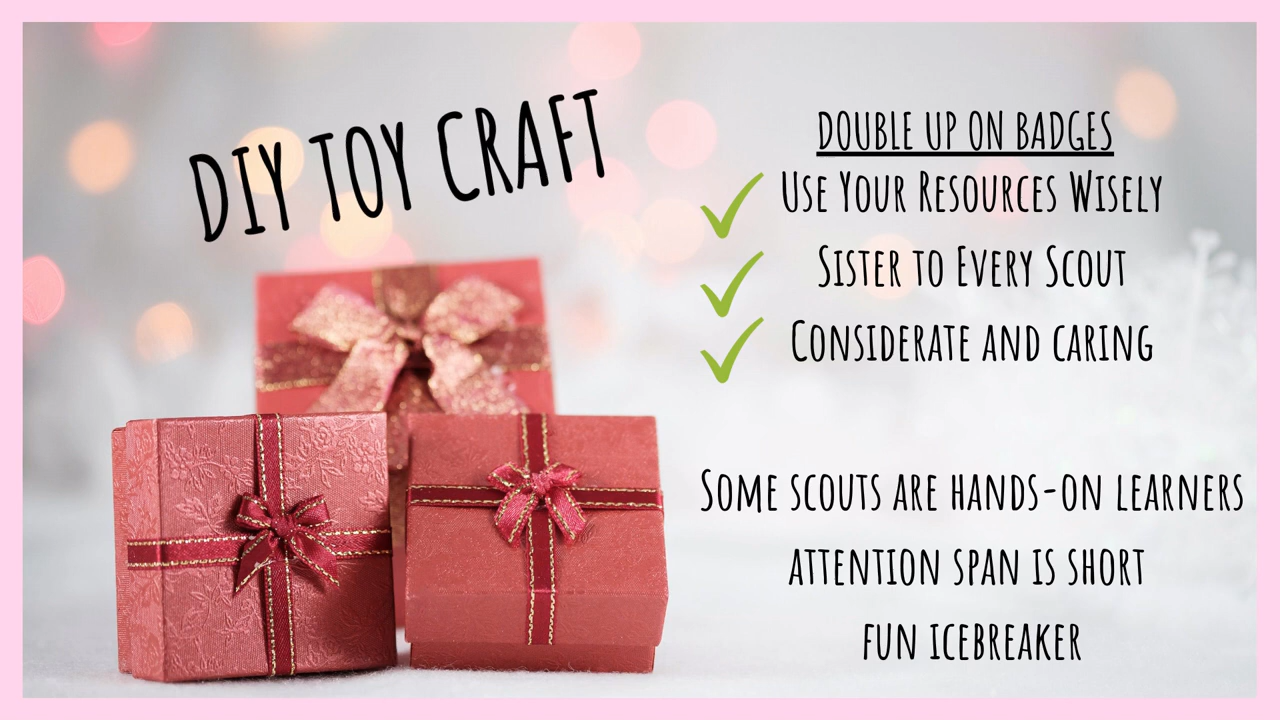 DIY TOY CRAFT
DOUBLE UP ON BADGES
USE YOUR RESOURCES WISELY
SISTER TO EVERY SCOUT
CONSIDERATE AND CARING
SOME SCOUTS ARE HANDS-ON LEARNERS
ATTENTION SPAN IS SHORT
FUN ICEBREAKER